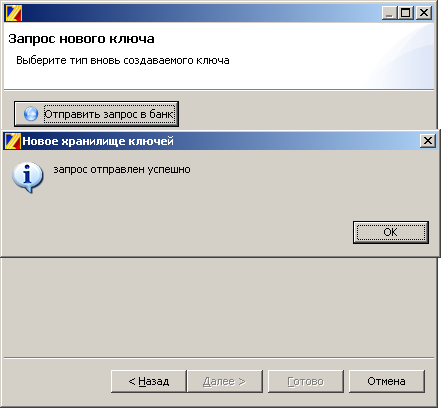 Запрос нового ключа
Выберите тип вновь создаваемого ключа
Отправить запрос в банк
Новое хранилище ключей
запрос отправлен успешно
OK
< Назад
Далее >
Готово
Отмена